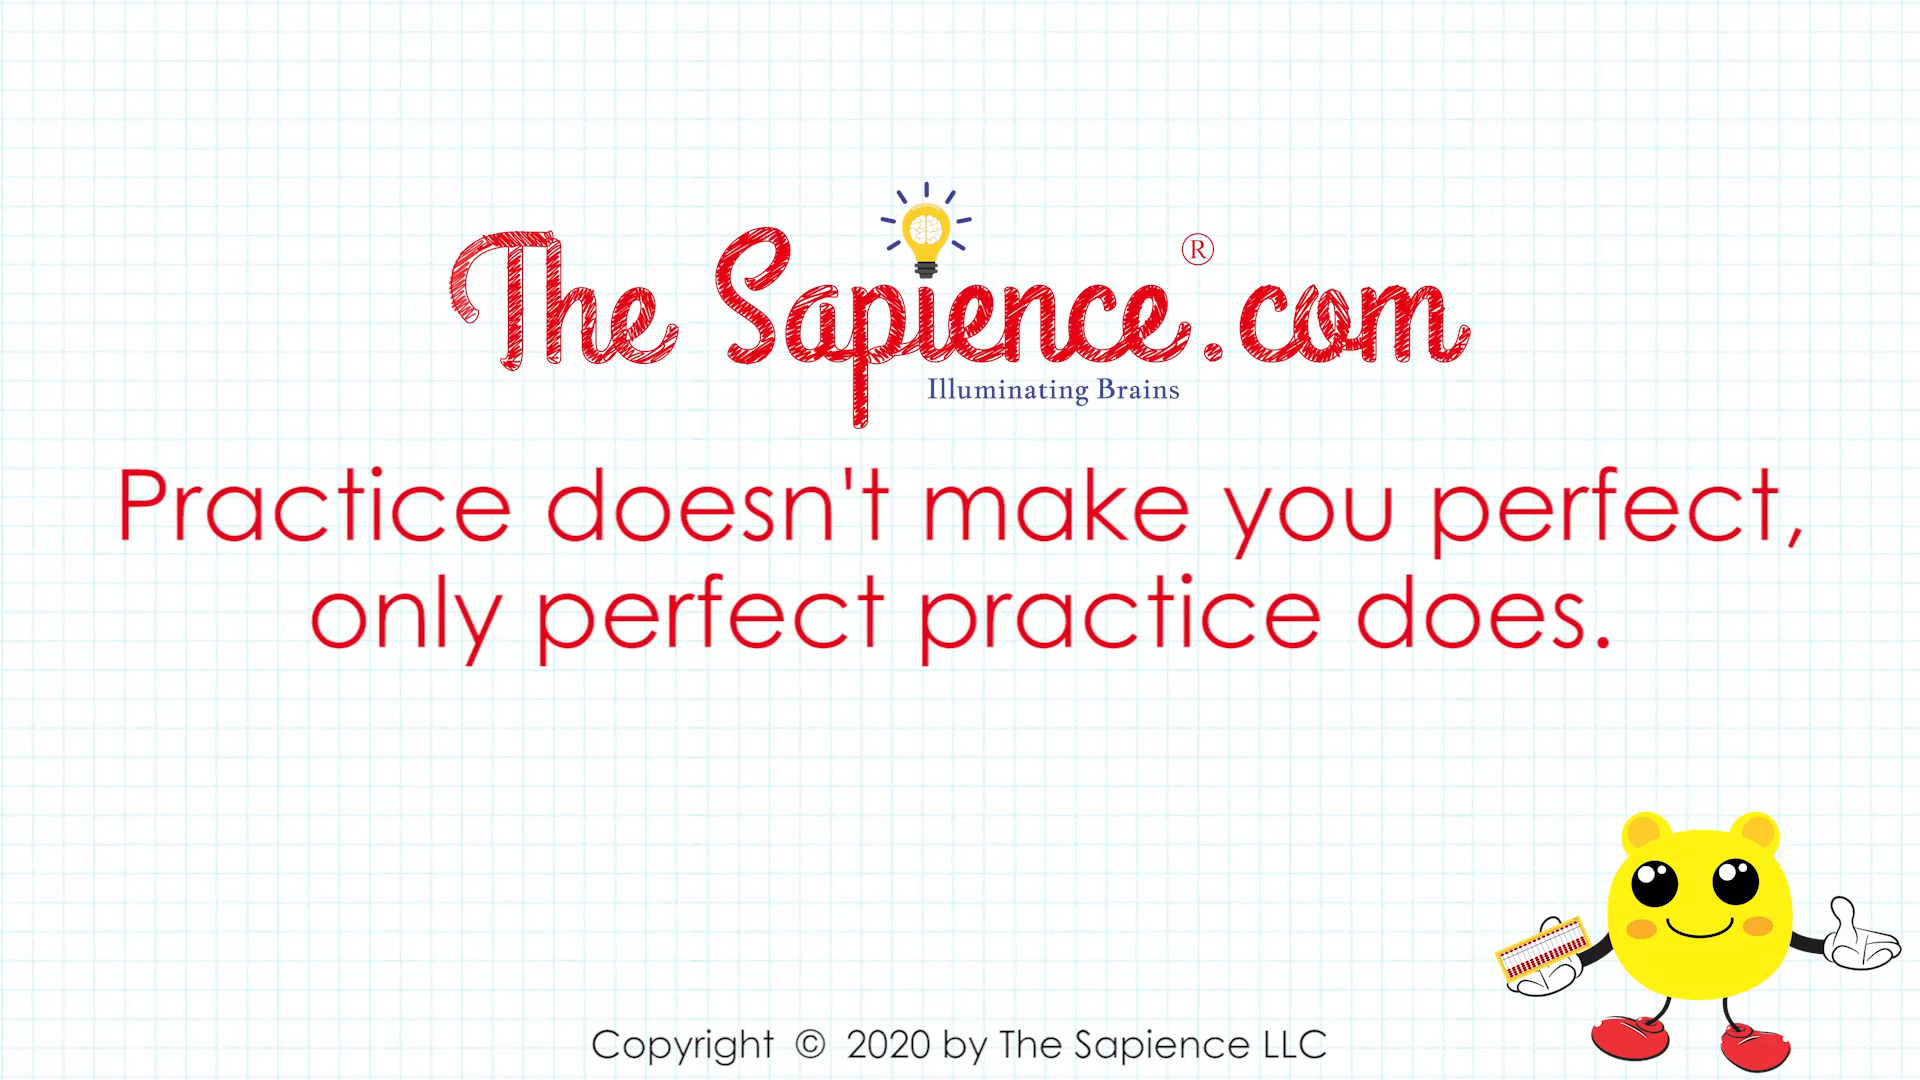 The Sapience.com®
Illuminating Brains
Practice doesn't make you perfect,
only perfect practice does.
Copyright © 2020 by The Sapience LLC